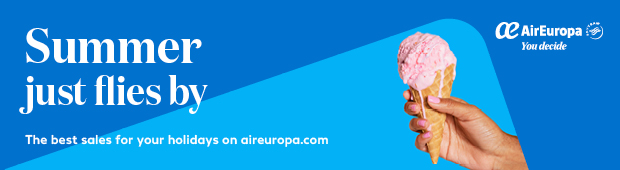 Summer
just flies by
The best sales for your holidays on aireuropa.com
AirEuropa
You decide